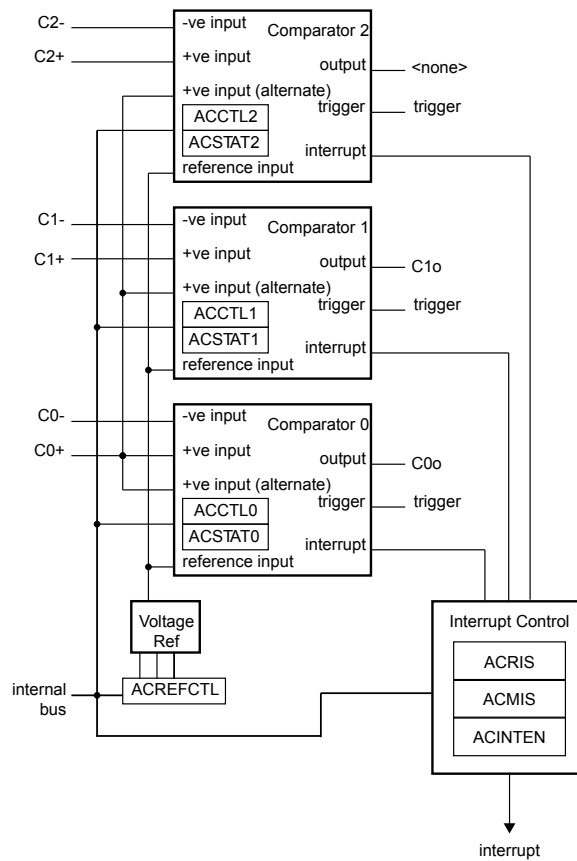 C2-
-ve input
Comparator 2
C2+
+ve input
output
<none>
+ve input (alternate)
trigger
trigger
ACCTL2
ACSTAT2
interrupt
reference input
C1-
-ve input
Comparator 1
C1+
+ve input
output
C1o
+ve input (alternate)
trigger
trigger
ACCTL1
ACSTAT1
interrupt
reference input
C0-
-ve input
Comparator 0
C0+
+ve input
output
C0o
+ve input (alternate)
trigger
trigger
ACCTL0
ACSTAT0
interrupt
reference input
Voltage
Ref
Interrupt Control
ACRIS
internal
bus
ACREFCTL
ACMIS
ACINTEN
interrupt